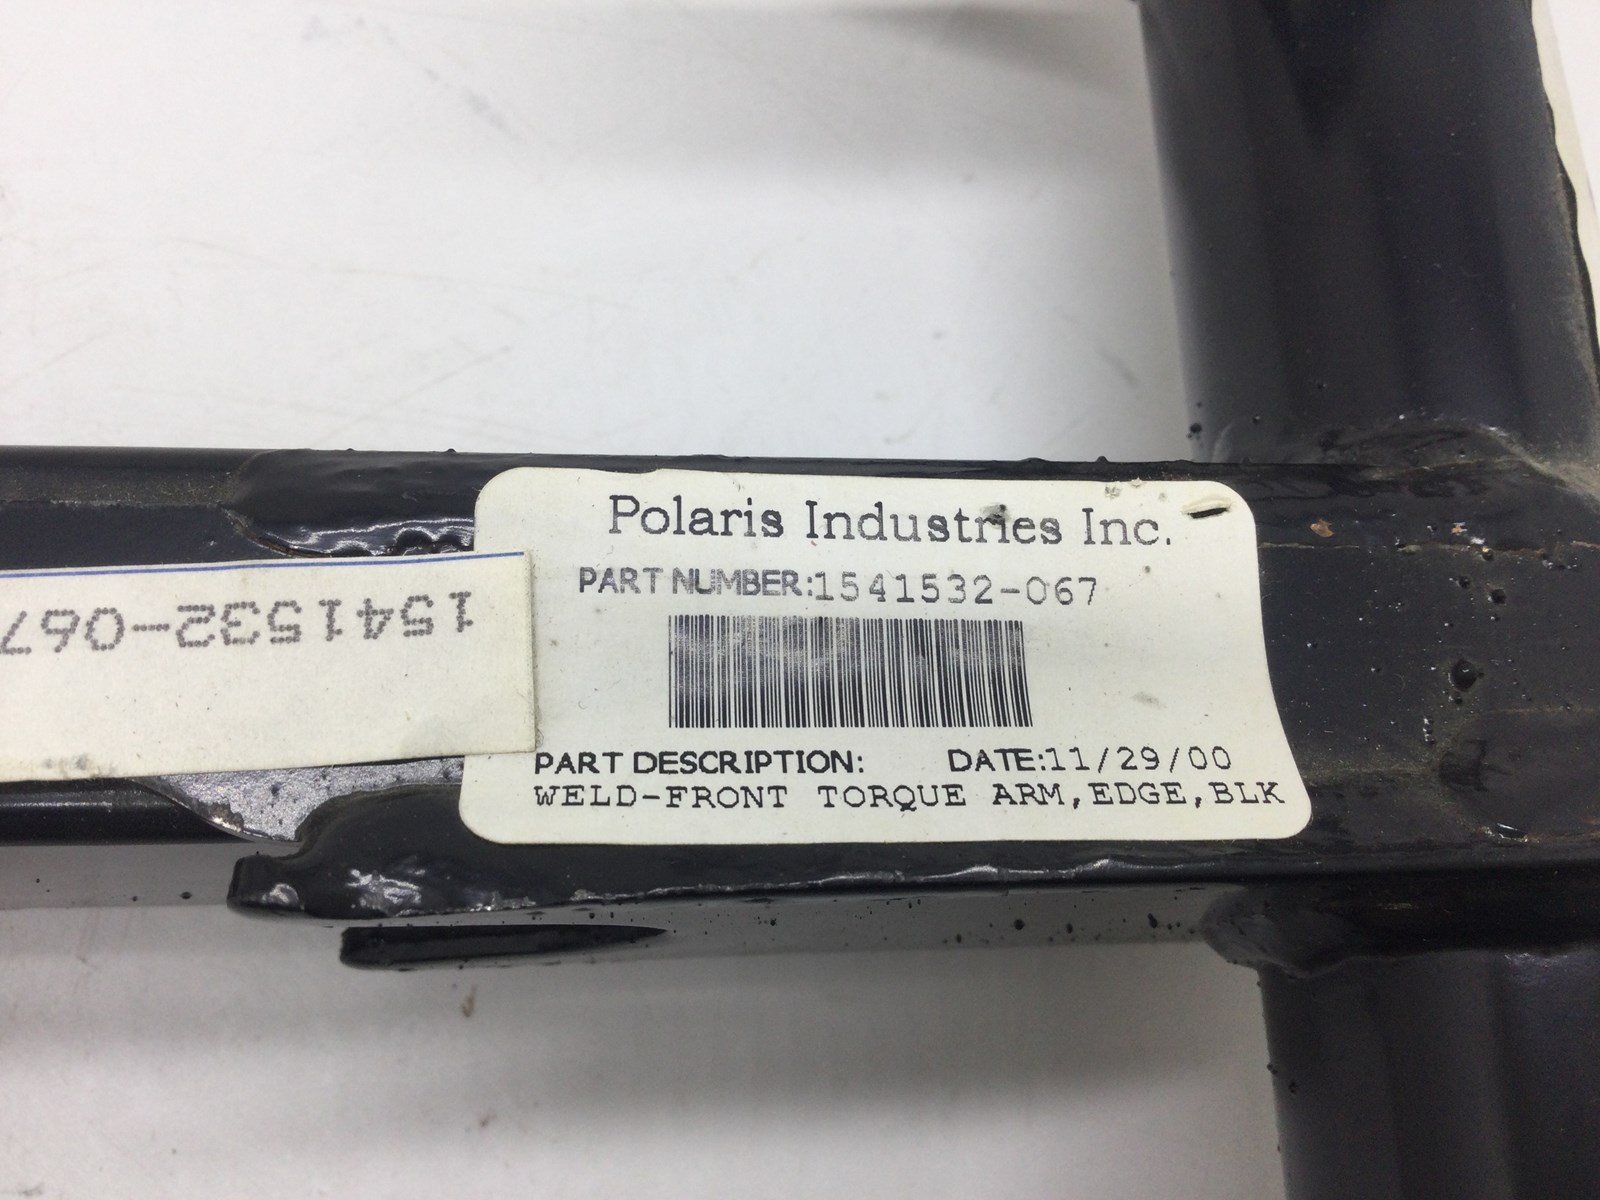 Polaris Industries Inc.
PART NUMBER:1541532-067
PART DESCRIPTION: DATE:11/29/00
WELD-FRONT TORQUE ARM,EDGE,BLK
1541532-067